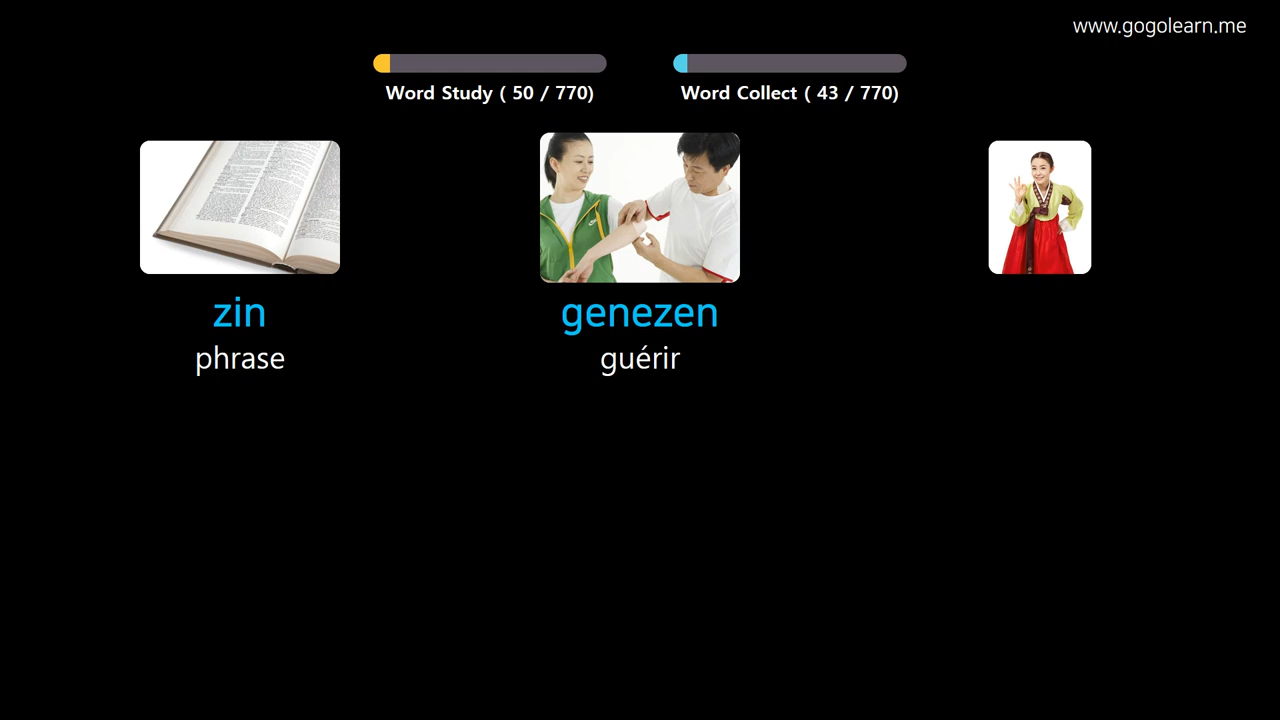 www.gogolearn.me
Word Study ( 50 / 770)
Word Collect ( 43 / 770)
zin
phrase
genezen
guérir